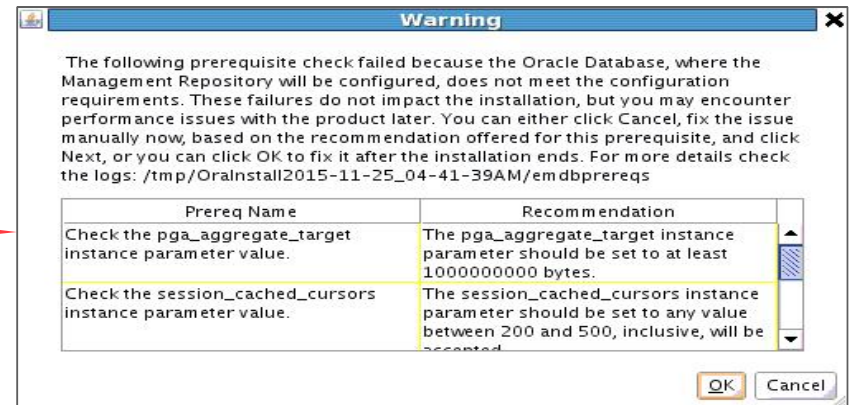 Warning
The following prerequisite check failed because the Oracle Database, where the
Management Repository will be configured, does not meet the configuration
requirements. These failures do not impact the installation, but you may encounter
performance issues with the product later. You can either click Cancel, fix the issue
manually now, based on the recommendation offered for this prerequisite, and click
Next, or you can click OK to fix it after the installation ends. For more details check
the logs: /tmp/OraInstall2015-11-25_04-41-39AM/emdbprereqs
Prereq Name
Recommendation
Check the pga_aggregate_target
instance parameter value.
The pga_aggregate_target instance
parameter should be set to at least
1000000000 bytes.
Check the session_cached_cursors
instance parameter value.
The session_cached_cursors instance
parameter should be set to any value
between 200 and 500, inclusive, will be
accepted
OK
Cancel